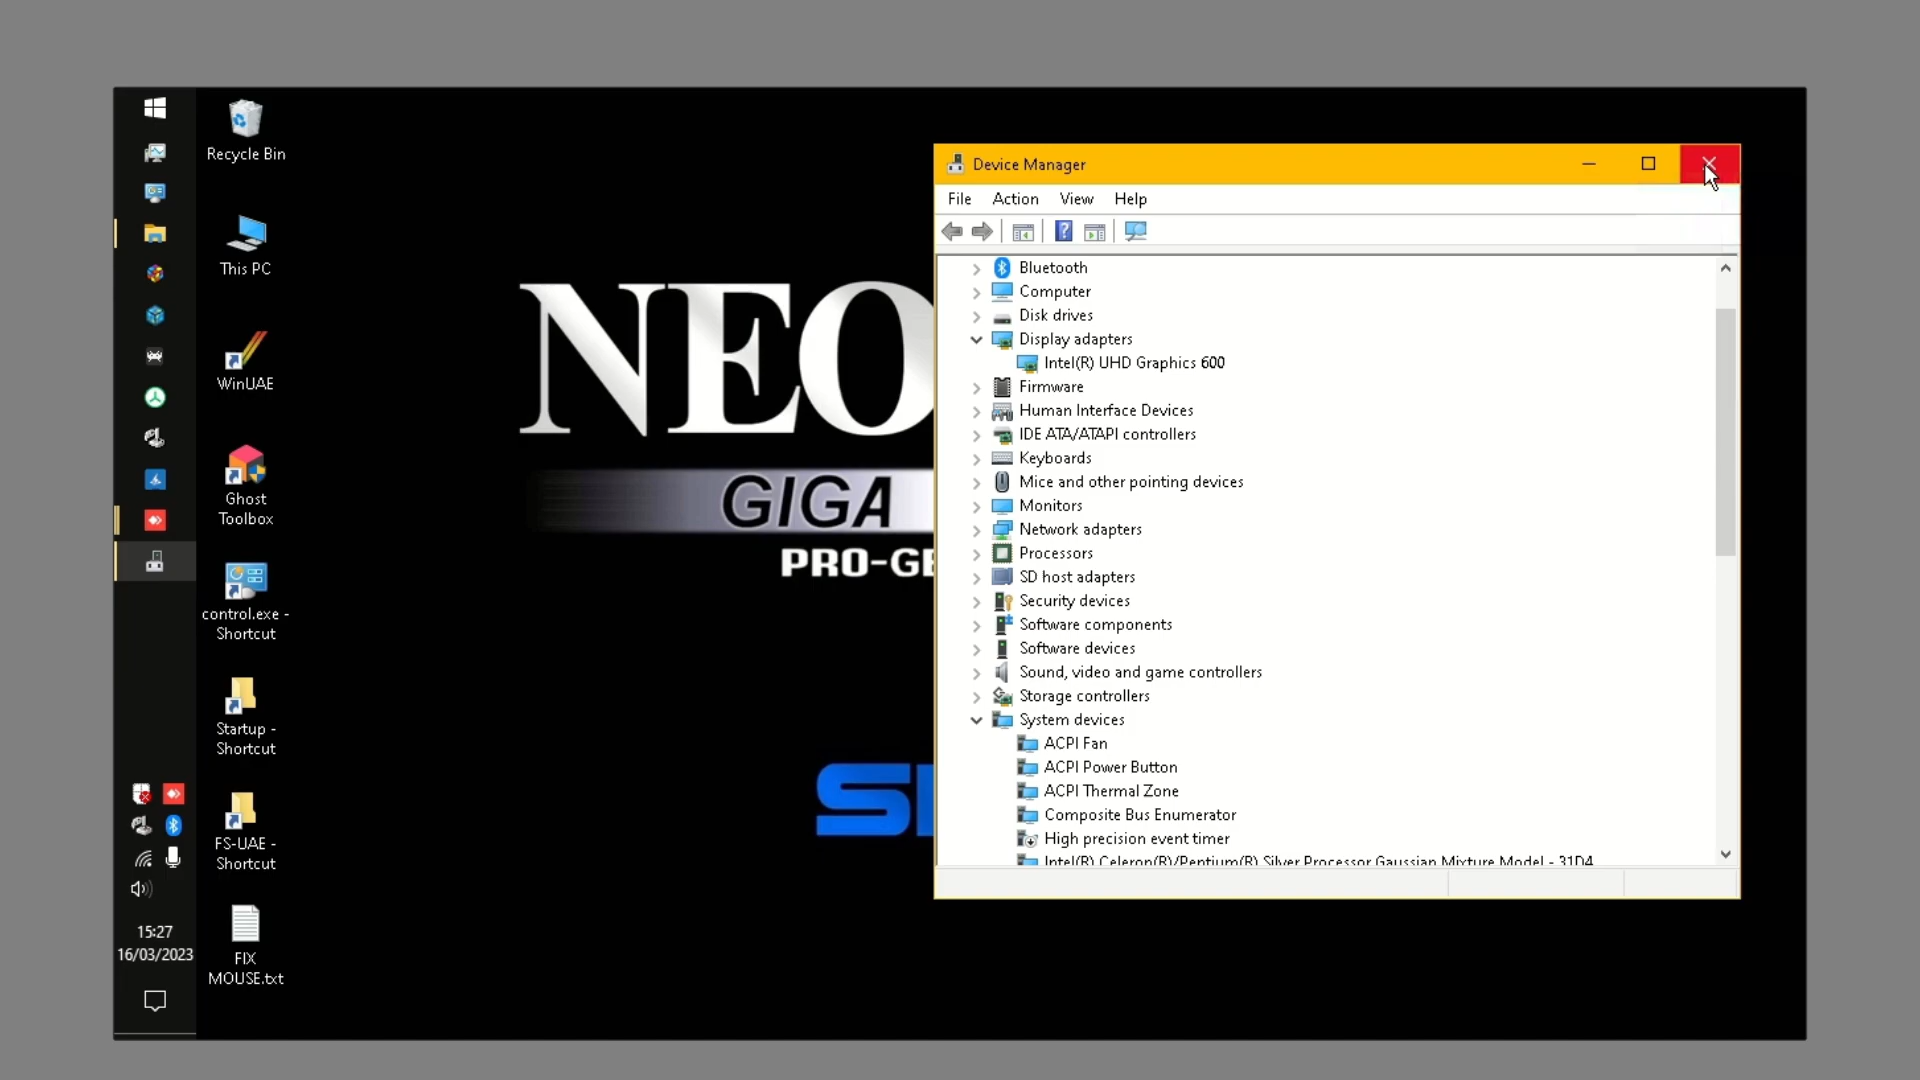 Recycle Bin
This PC
WinUAE
Ghost
Toolbox
control.exe -
Shortcut
Startup -
Shortcut
FS-UAE -
Shortcut
FIX
MOUSE.txt
15:27
16/03/2023
NEO
GIGA
PRO-GE
Device Manager
File Action View Help
Bluetooth
Computer
Disk drives
Display adapters
Intel(R) UHD Graphics 600
Firmware
Human Interface Devices
IDE ATA/ATAPI controllers
Keyboards
Mice and other pointing devices
Monitors
Network adapters
Processors
SD host adapters
Security devices
Software components
Software devices
Sound, video and game controllers
Storage controllers
System devices
ACPI Fan
ACPI Power Button
ACPI Thermal Zone
Composite Bus Enumerator
High precision event timer
Intel(R) Celeron(R)/Pentium(R) Silver Processor Gaussian Mixture Model - 31D4